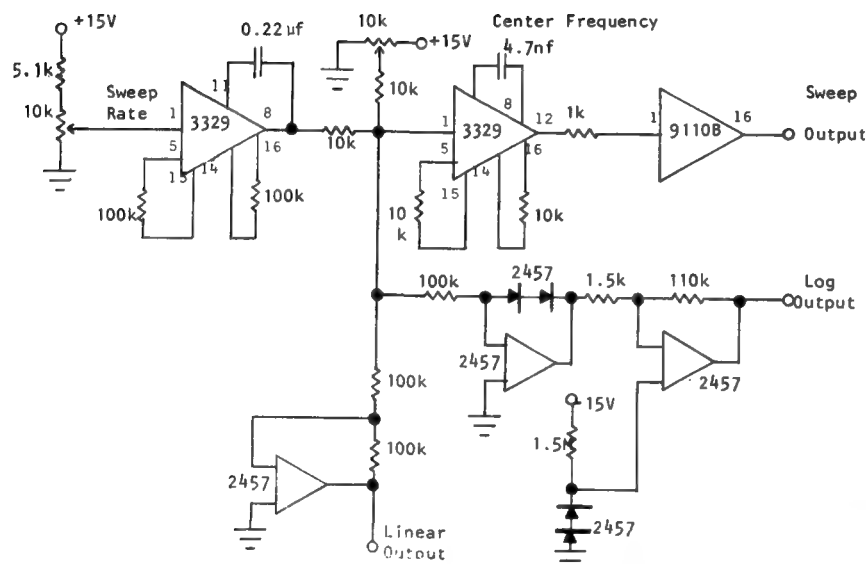 +15V
5.1k
10k
Sweep
Rate
0.22μf
11
1
3329
8
5
16
15
14
100k
100k
10k
10k
+15V
10k
Center Frequency
4.7nf
8
1
3329
12
5
16
15
14
10
k
10k
1k
1
9110B
16
Sweep
Output
100k
2457
1.5k
110k
Log
Output
2457
2457
-15V
1.5M
2457
100k
100k
2457
Linear
Output